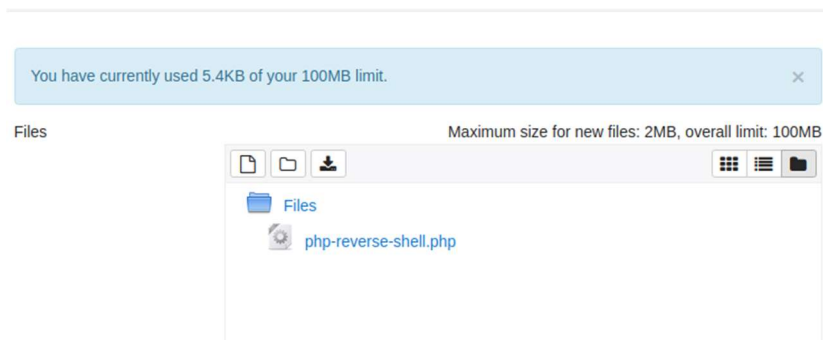 You have currently used 5.4KB of your 100MB limit.
×
Files
Maximum size for new files: 2MB, overall limit: 100MB
Files
php-reverse-shell.php